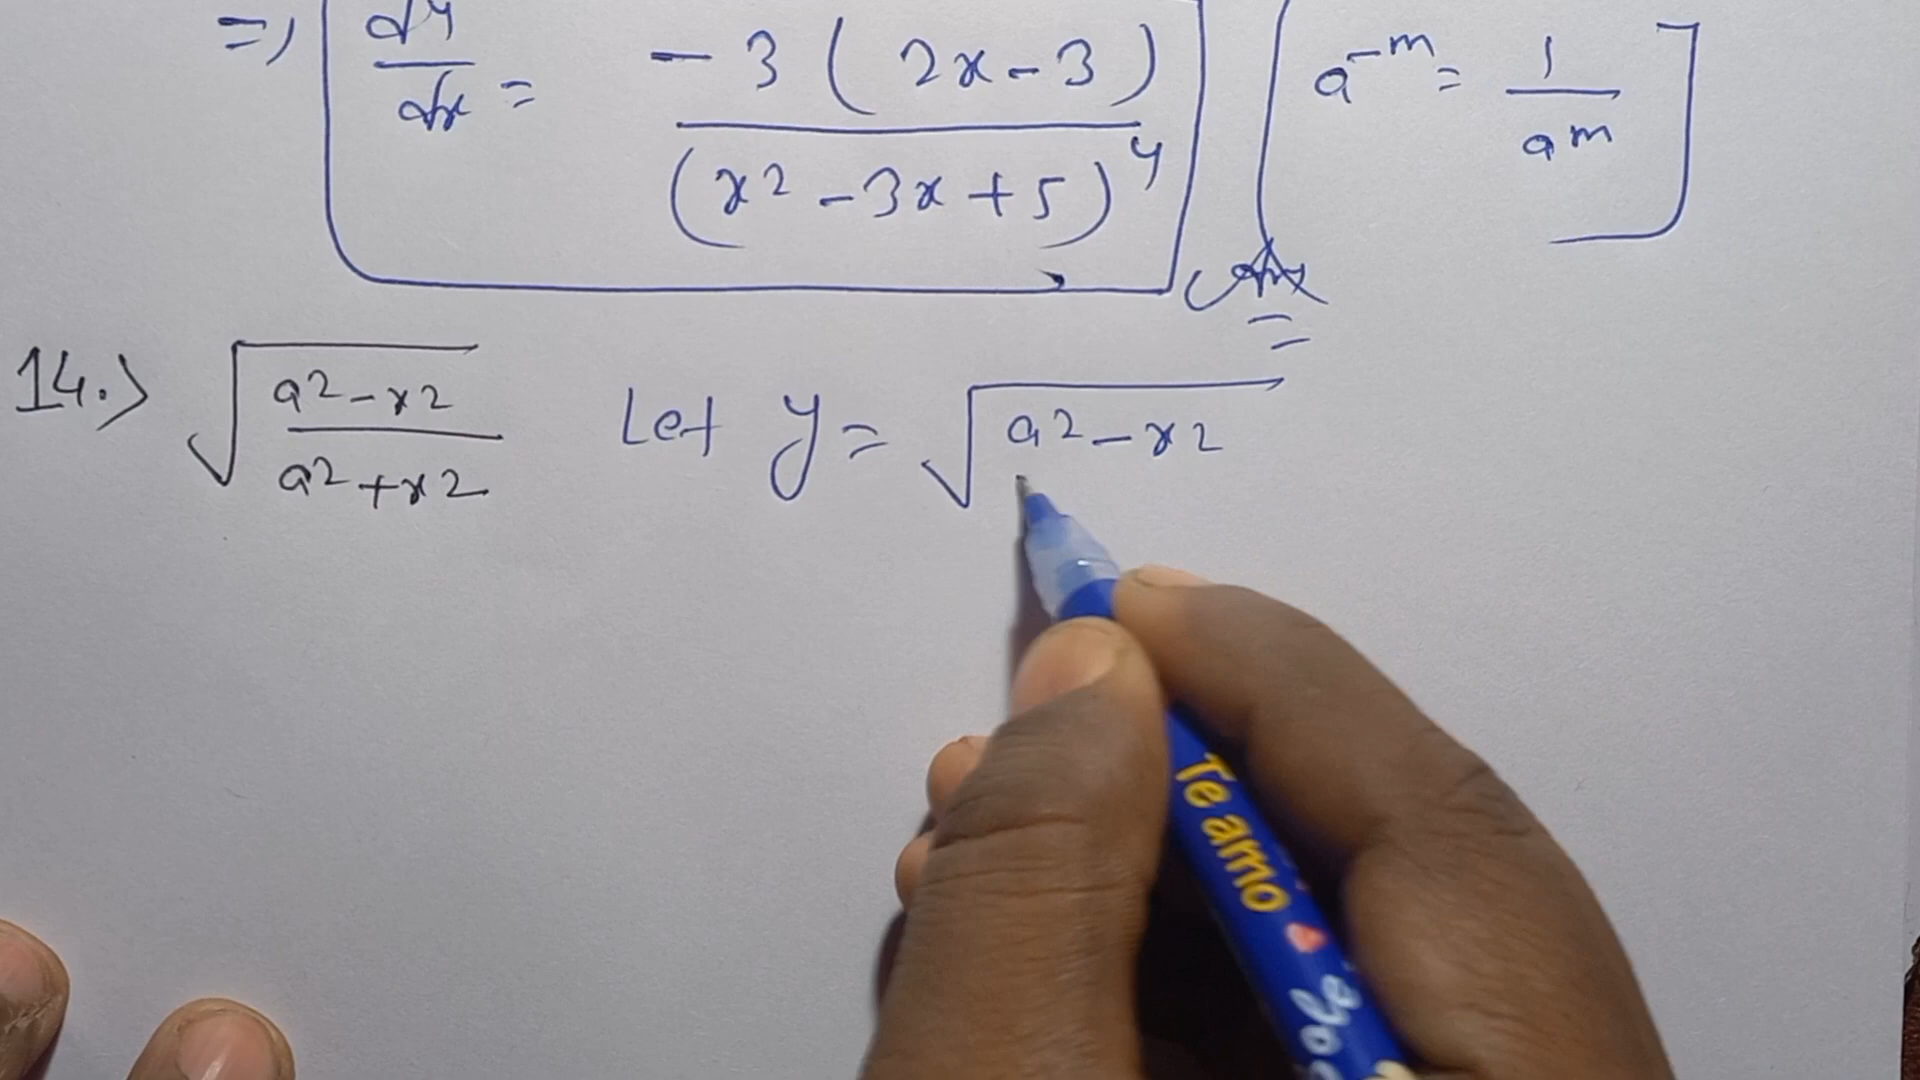 =) dy/dx = -3(2x-3)/(x2-3x+5)^4 [a^-m = 1/a^m]
Ans
14.) √(a2-x2/a2+x2) Let y = √a2-x2
Te amo